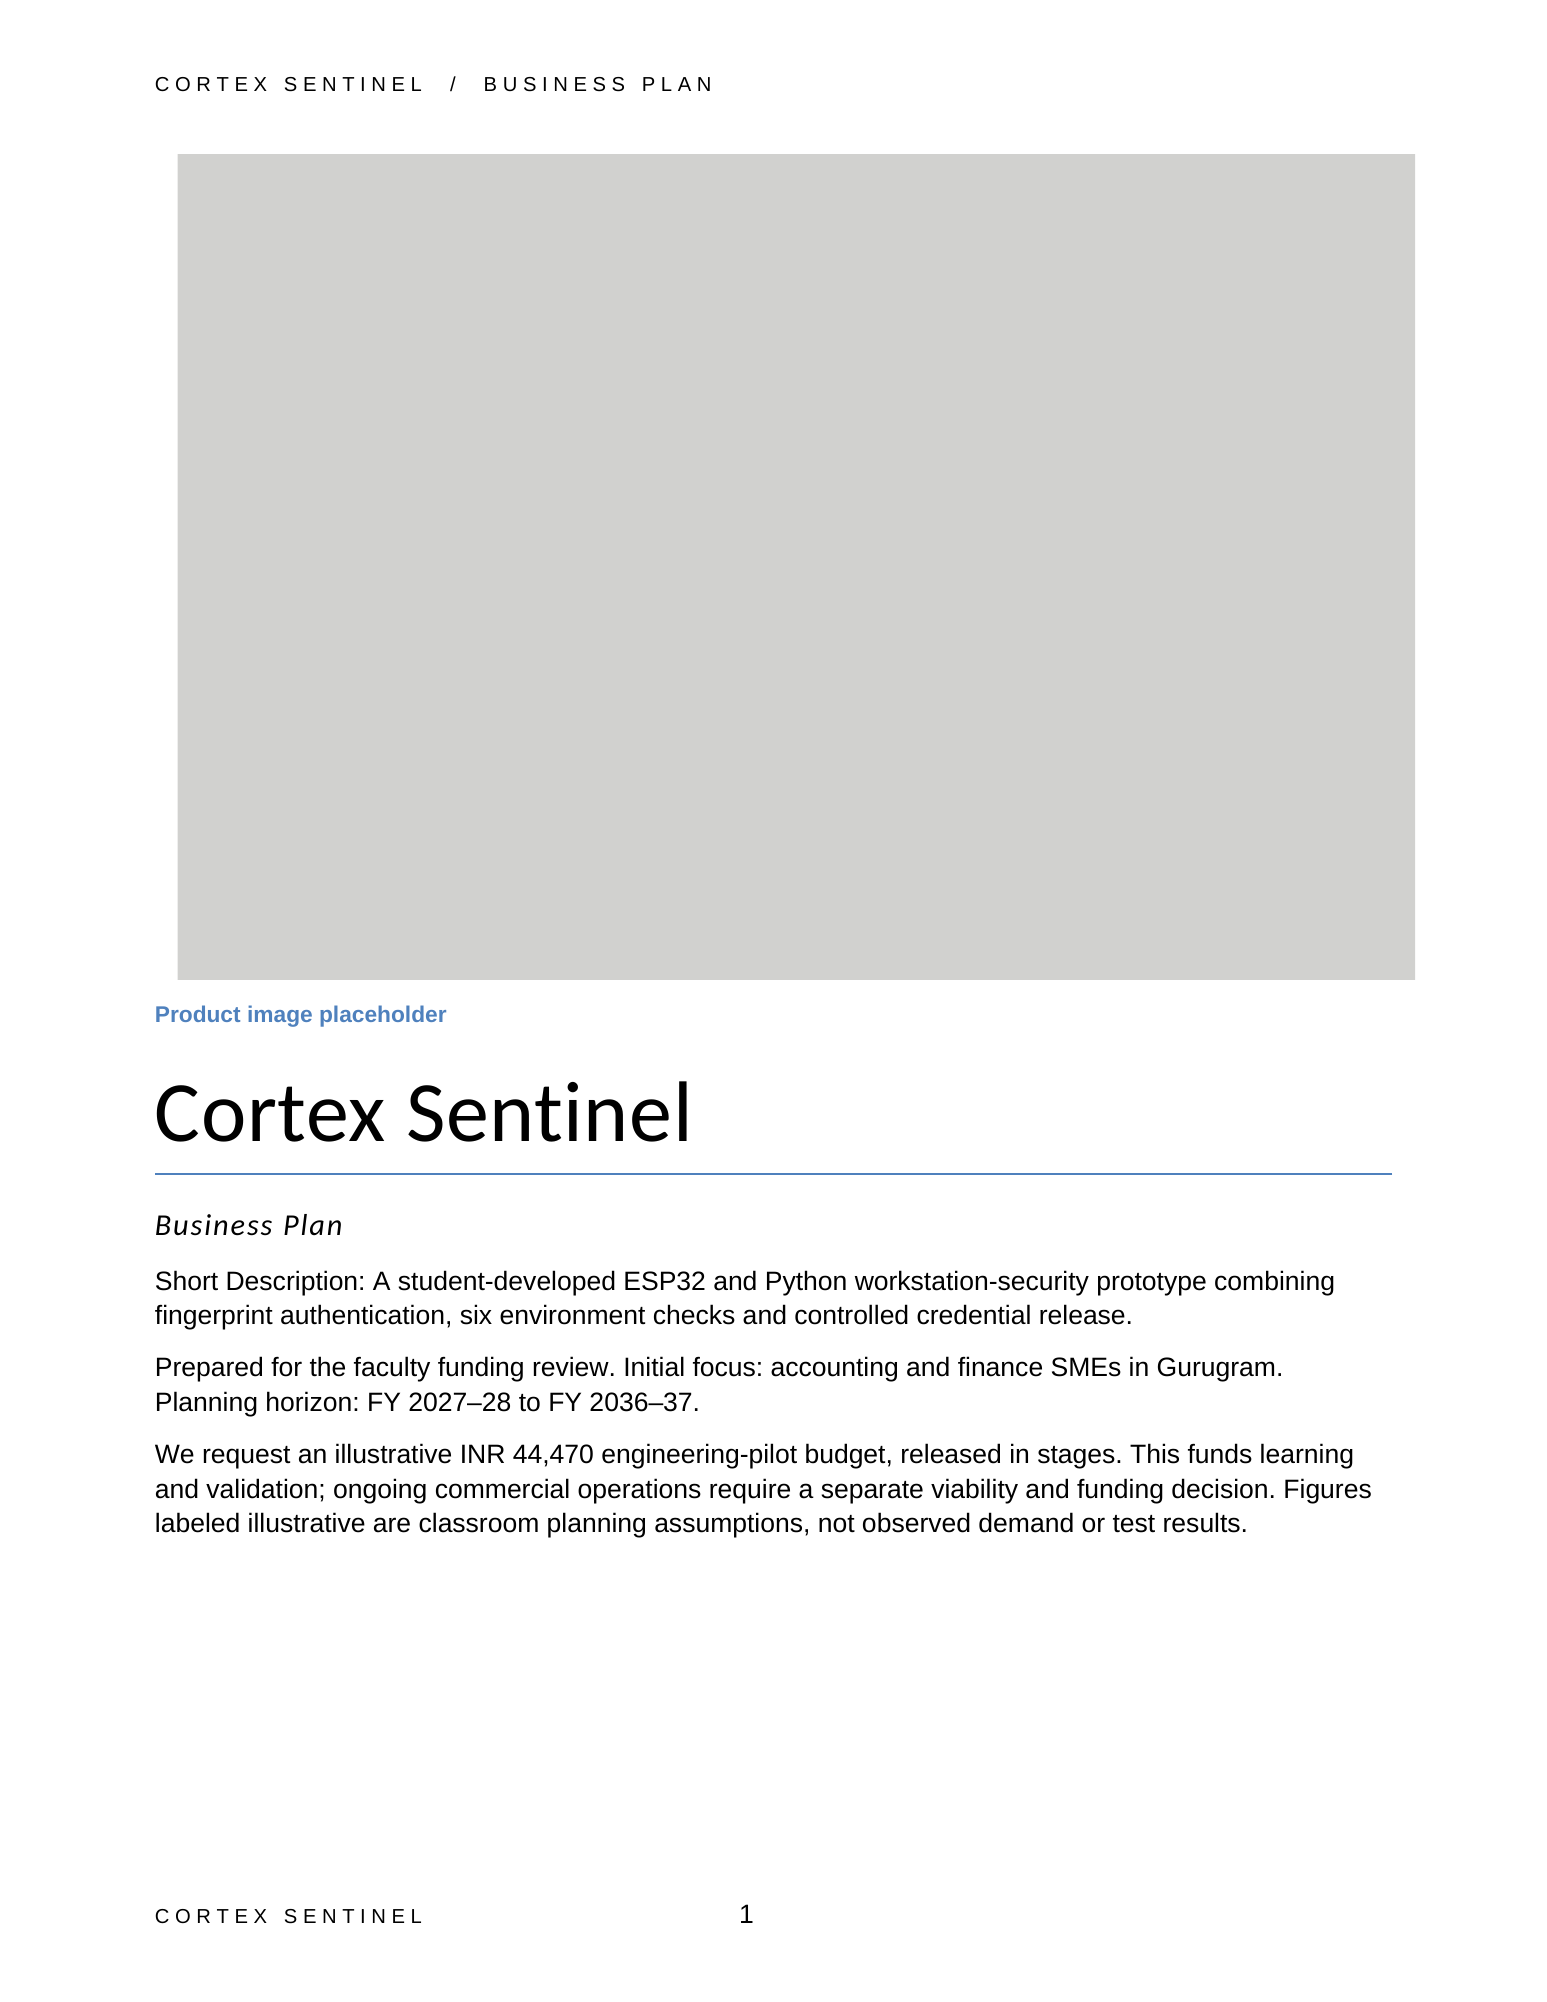 CORTEX SENTINEL / BUSINESS PLAN
Product image placeholder
Cortex Sentinel
Business Plan
Short Description: A student-developed ESP32 and Python workstation-security prototype combining
fingerprint authentication, six environment checks and controlled credential release.
Prepared for the faculty funding review. Initial focus: accounting and finance SMEs in Gurugram.
Planning horizon: FY 2027–28 to FY 2036–37.
We request an illustrative INR 44,470 engineering-pilot budget, released in stages. This funds learning
and validation; ongoing commercial operations require a separate viability and funding decision. Figures
labeled illustrative are classroom planning assumptions, not observed demand or test results.
CORTEX SENTINEL 1